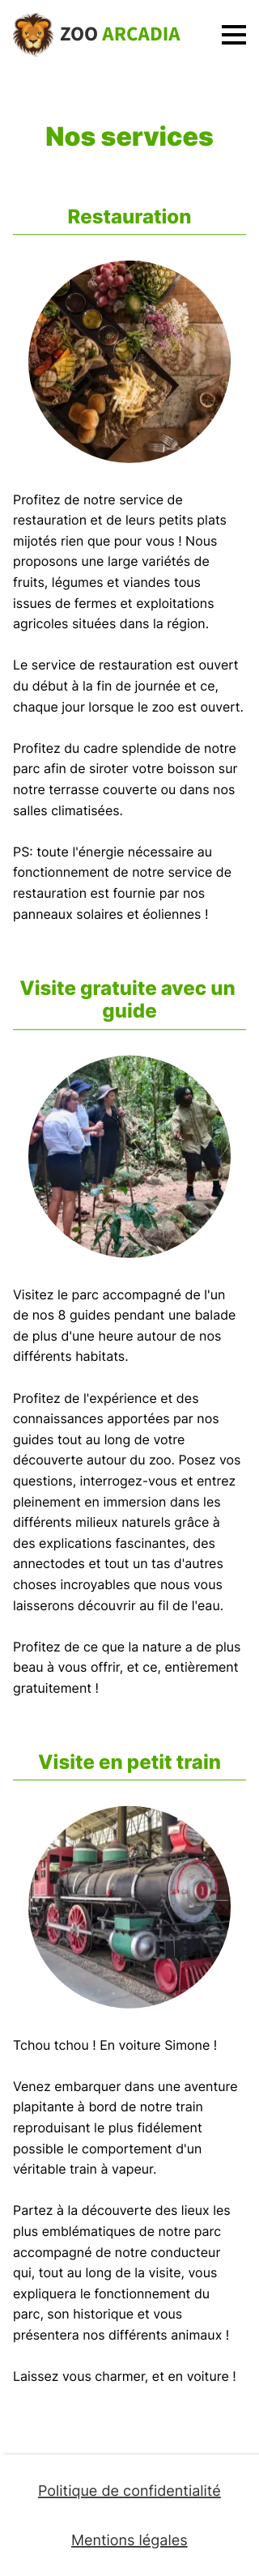 ZOO ARCADIA
Nos services
Restauration
Profitez de notre service de
restauration et de leurs petits plats
mijotés rien que pour vous ! Nous
proposons une large variétés de
fruits, légumes et viandes tous
issues de fermes et exploitations
agricoles situées dans la région.
Le service de restauration est ouvert
du début à la fin de journée et ce,
chaque jour lorsque le zoo est ouvert.
Profitez du cadre splendide de notre
parc afin de siroter votre boisson sur
notre terrasse couverte ou dans nos
salles climatisées.
PS: toute l'énergie nécessaire au
fonctionnement de notre service de
restauration est fournie par nos
panneaux solaires et éoliennes !
Visite gratuite avec un
guide
Visitez le parc accompagné de l'un
de nos 8 guides pendant une balade
de plus d'une heure autour de nos
différents habitats.
Profitez de l'expérience et des
connaissances apportées par nos
guides tout au long de votre
découverte autour du zoo. Posez vos
questions, interrogez-vous et entrez
pleinement en immersion dans les
différents milieux naturels grâce à
des explications fascinantes, des
annectodes et tout un tas d'autres
choses incroyables que nous vous
laisserons découvrir au fil de l'eau.
Profitez de ce que la nature a de plus
beau à vous offrir, et ce, entièrement
gratuitement !
Visite en petit train
Tchou tchou ! En voiture Simone !
Venez embarquer dans une aventure
plapitante à bord de notre train
reproduisant le plus fidélement
possible le comportement d'un
véritable train à vapeur.
Partez à la découverte des lieux les
plus emblématiques de notre parc
accompagné de notre conducteur
qui, tout au long de la visite, vous
expliquera le fonctionnement du
parc, son historique et vous
présentera nos différents animaux !
Laissez vous charmer, et en voiture !
Politique de confidentialité
Mentions légales